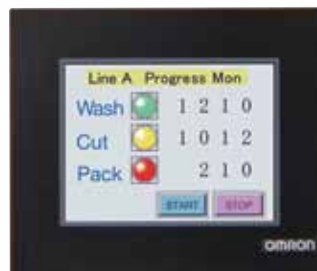 Line A Progress Mon
Wash 1 2 1 0
Cut 1 0 1 2
Pack 2 1 0
START STOP
OMRON